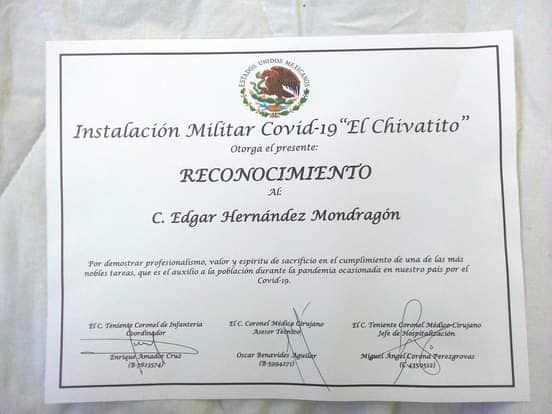 ESTADOS UNIDOS MEXICANOS
Instalación Militar Covid-19 “El Chivatito”
Otorga el presente:
RECONOCIMIENTO
Al:
C. Edgar Hernández Mondragón
Por demostrar profesionalismo, valor y espíritu de sacrificio en el cumplimiento de una de las más
nobles tareas, que es el auxilio a la población durante la pandemia ocasionada en nuestro país por el
Covid-19.
El C. Teniente Coronel de Infantería
Coordinador
Enrique Amador Cruz
(B-5823574)
El C. Coronel Médico Cirujano
Asesor Técnico
Oscar Benavides Aguilar
(B-5994271)
El C. Teniente Coronel Médico Cirujano
Jefe de Hospitalización
Miguel Ángel Corona Perezgrovas
(C-4350522)